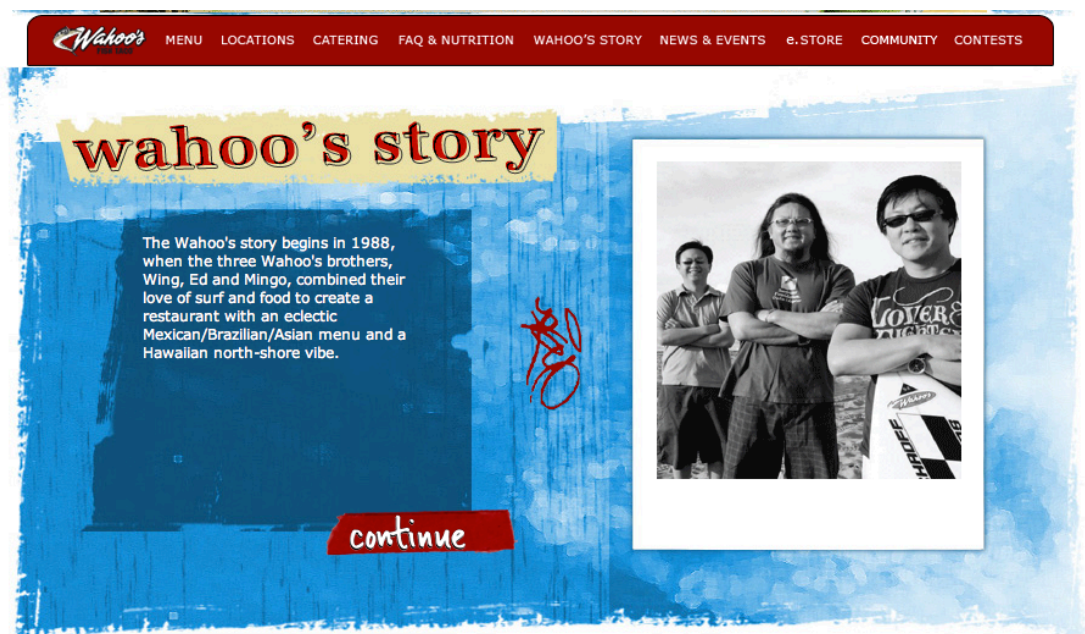 Wahoo's
MENU LOCATIONS CATERING FAQ & NUTRITION WAHOO'S STORY NEWS & EVENTS e.STORE COMMUNITY CONTESTS
wahoo's story
The Wahoo's story begins in 1988,
when the three Wahoo's brothers,
Wing, Ed and Mingo, combined their
love of surf and food to create a
restaurant with an eclectic
Mexican/Brazilian/Asian menu and a
Hawaiian north-shore vibe.
continue
LOVER &
Wahoo's